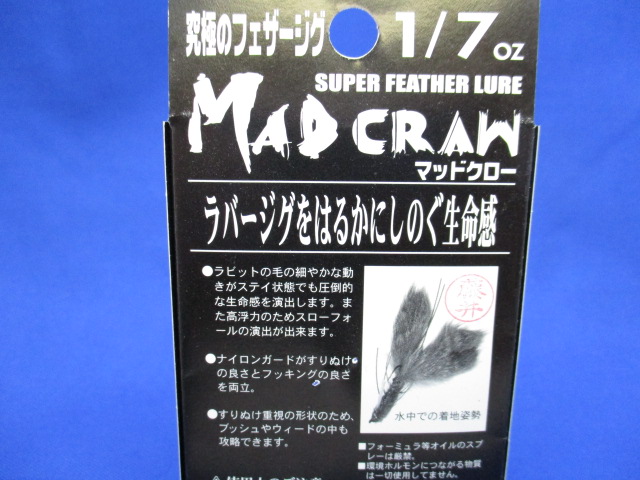 究極のフェザージグ
1/7oz
SUPER FEATHER LURE
MAD CRAW
マッドクロー
ラバージグをはるかにしのぐ生命感
●ラビットの毛の細やかな動
きがステイ状態でも圧倒的
な生命感を演出します。ま
た高浮力のためスローフォ
ールの演出が出来ます。
●ナイロンガードがすりぬけ
の良さとフッキングの良さ
を両立。
●すりぬけ重視の形状のため、
ブッシュやウィードの中も
攻略できます。
藤井
水中での着地姿勢
■フォーミュラ等オイルのスプ
レーは厳禁。
■環境ホルモンにつながる物質
は一切使用してません。